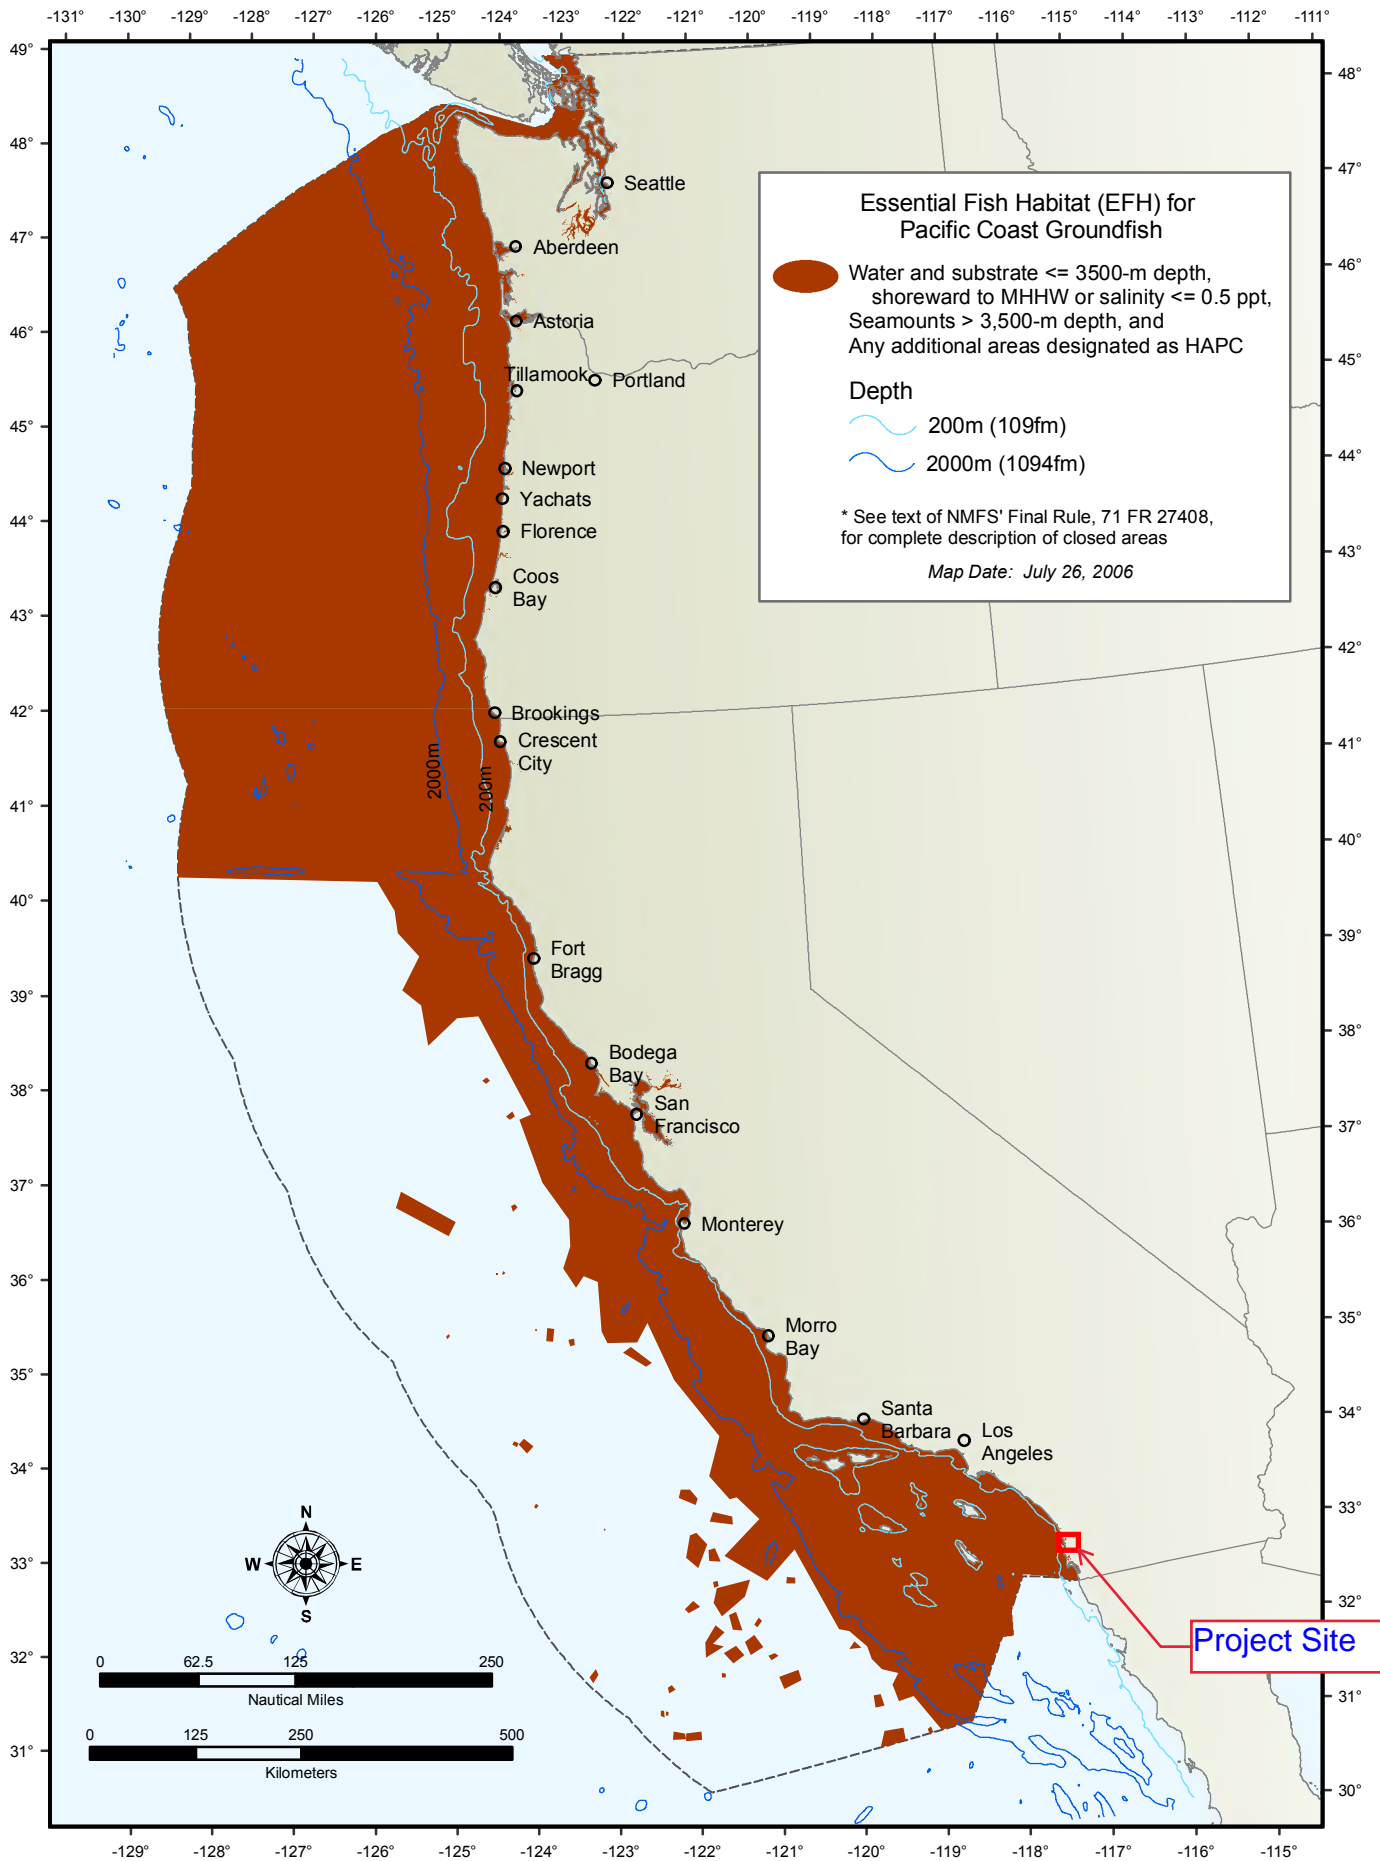 -131° -130° -129° -128° -127° -126° -125° -124° -123° -122° -121° -120° -119° -118° -117° -116° -115° -114° -113° -112° -111°
49°
48°
47°
46°
45°
44°
43°
42°
41°
40°
39°
38°
37°
36°
35°
34°
33°
32°
31°
48°
47°
46°
45°
44°
43°
42°
41°
40°
39°
38°
37°
36°
35°
34°
33°
32°
31°
30°
Essential Fish Habitat (EFH) for
Pacific Coast Groundfish
Water and substrate <= 3500-m depth,
shoreward to MHHW or salinity <= 0.5 ppt,
Seamounts > 3,500-m depth, and
Any additional areas designated as HAPC
Depth
200m (109fm)
2000m (1094fm)
* See text of NMFS' Final Rule, 71 FR 27408,
for complete description of closed areas
Map Date: July 26, 2006
Seattle
Aberdeen
Astoria
Tillamook
Portland
Newport
Yachats
Florence
Coos
Bay
Brookings
Crescent
City
2000m
200m
Fort
Bragg
Bodega
Bay
San
Francisco
Monterey
Morro
Bay
Santa
Barbara
Los
Angeles
Project Site
N
W E
S
0 62.5 125 250
Nautical Miles
0 125 250 500
Kilometers
-129° -128° -127° -126° -125° -124° -123° -122° -121° -120° -119° -118° -117° -116° -115°